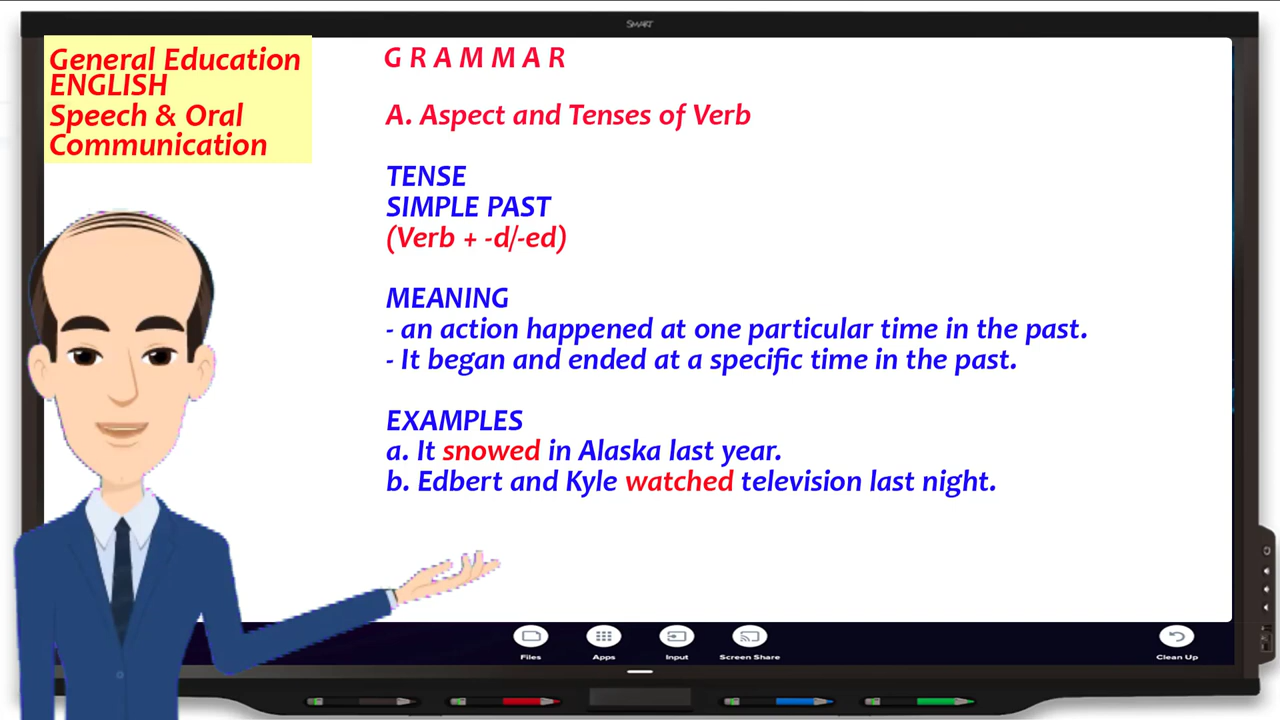 SMART
General Education
ENGLISH
Speech & Oral
Communication
G R A M M A R
A. Aspect and Tenses of Verb
TENSE
SIMPLE PAST
(Verb + -d/-ed)
MEANING
- an action happened at one particular time in the past.
- It began and ended at a specific time in the past.
EXAMPLES
a. It snowed in Alaska last year.
b. Edbert and Kyle watched television last night.
Files Apps Input Screen Share Clean Up